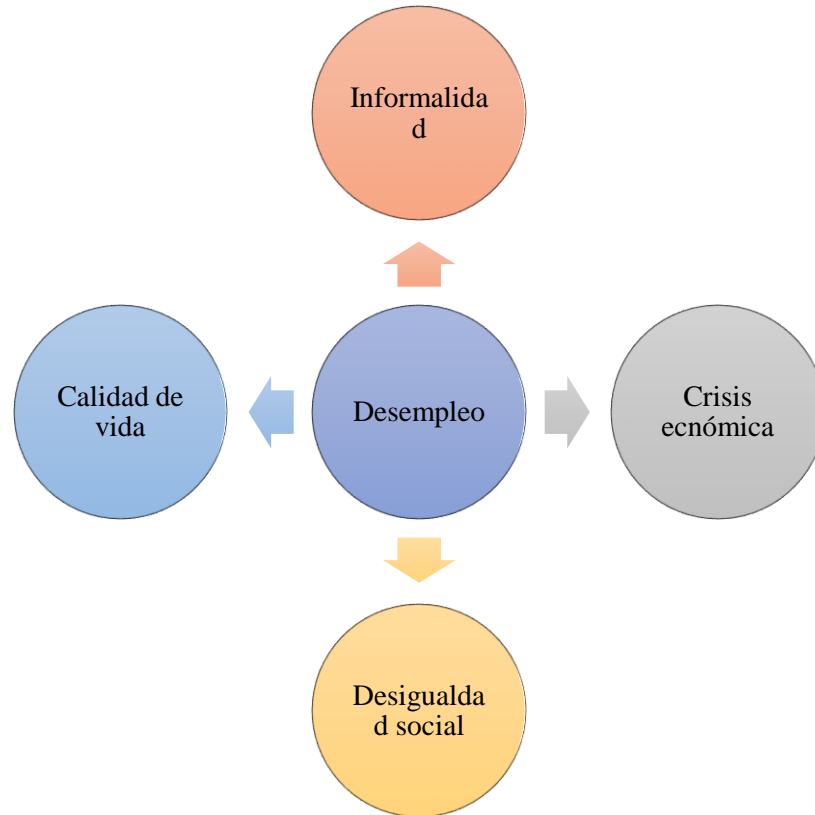 Informalida
d
Calidad de
vida
Desempleo
Crisis
ecnómica
Desigualda
d social